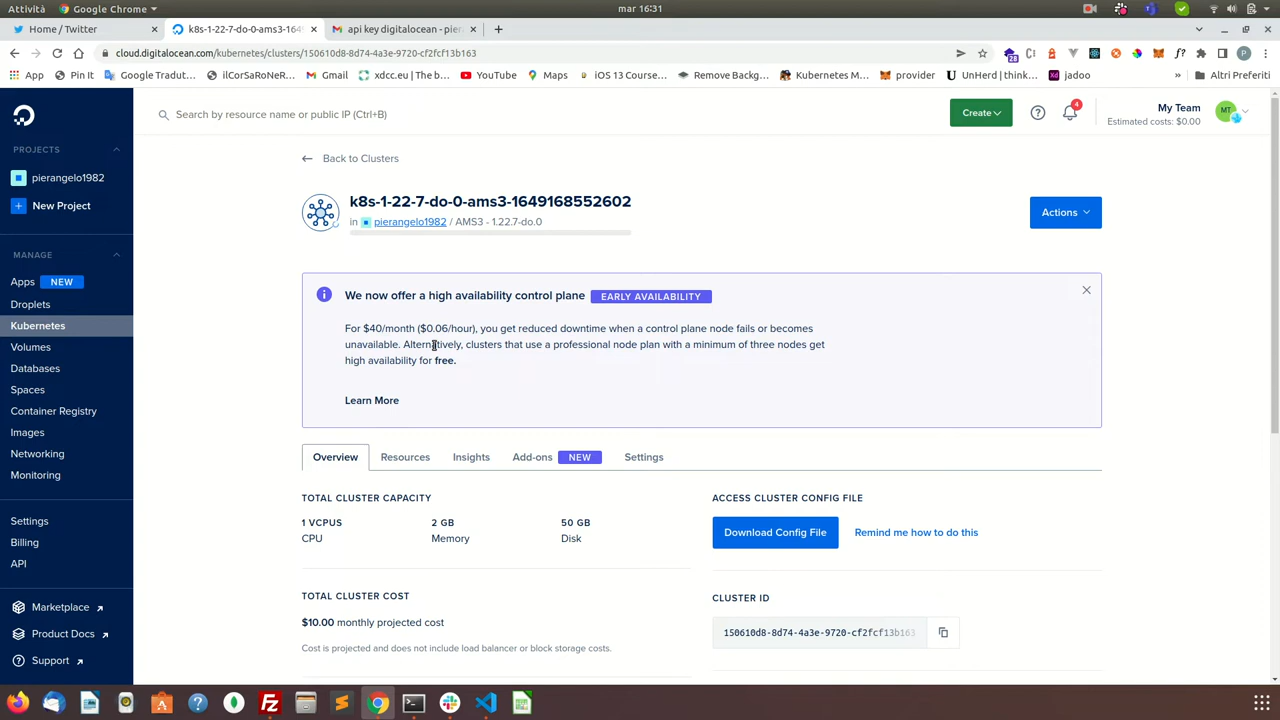 Attività
Google Chrome
mar 16:31
Home / Twitter
k8s-1-22-7-do-0-ams3-1649
api key digitalocean - pier
cloud.digitalocean.com/kubernetes/clusters/150610d8-8d74-4a3e-9720-cf2fcf13b163
App
Pin It
Google Tradut...
ilCorSaRoNeR...
Gmail
xdcc.eu | The b...
YouTube
Maps
iOS 13 Course...
Remove Backg...
Kubernetes M...
provider
UnHerd | think...
jadoo
»
Altri Preferiti
Search by resource name or public IP (Ctrl+B)
Create
4
My Team
Estimated costs: $0.00
MT
PROJECTS
pierangelo1982
New Project
MANAGE
Apps NEW
Droplets
Kubernetes
Volumes
Databases
Spaces
Container Registry
Images
Networking
Monitoring
Settings
Billing
API
Marketplace
Product Docs
Support
Back to Clusters
k8s-1-22-7-do-0-ams3-1649168552602
in pierangelo1982 / AMS3 - 1.22.7-do.0
Actions
We now offer a high availability control plane EARLY AVAILABILITY
For $40/month ($0.06/hour), you get reduced downtime when a control plane node fails or becomes
unavailable. Alternatively, clusters that use a professional node plan with a minimum of three nodes get
high availability for free.
Learn More
Overview
Resources
Insights
Add-ons NEW
Settings
TOTAL CLUSTER CAPACITY
1 VCPUS
2 GB
50 GB
CPU
Memory
Disk
TOTAL CLUSTER COST
$10.00 monthly projected cost
Cost is projected and does not include load balancer or block storage costs.
ACCESS CLUSTER CONFIG FILE
Download Config File
Remind me how to do this
CLUSTER ID
150610d8-8d74-4a3e-9720-cf2fcf13b163